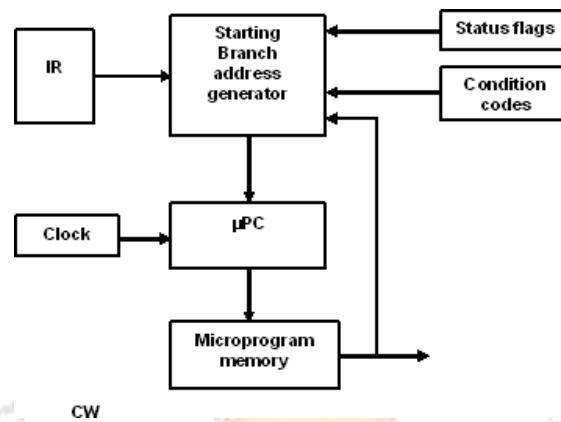 IR
Starting
Branch
address
generator
Status flags
Condition
codes
Clock
µPC
Microprogram
memory
CW